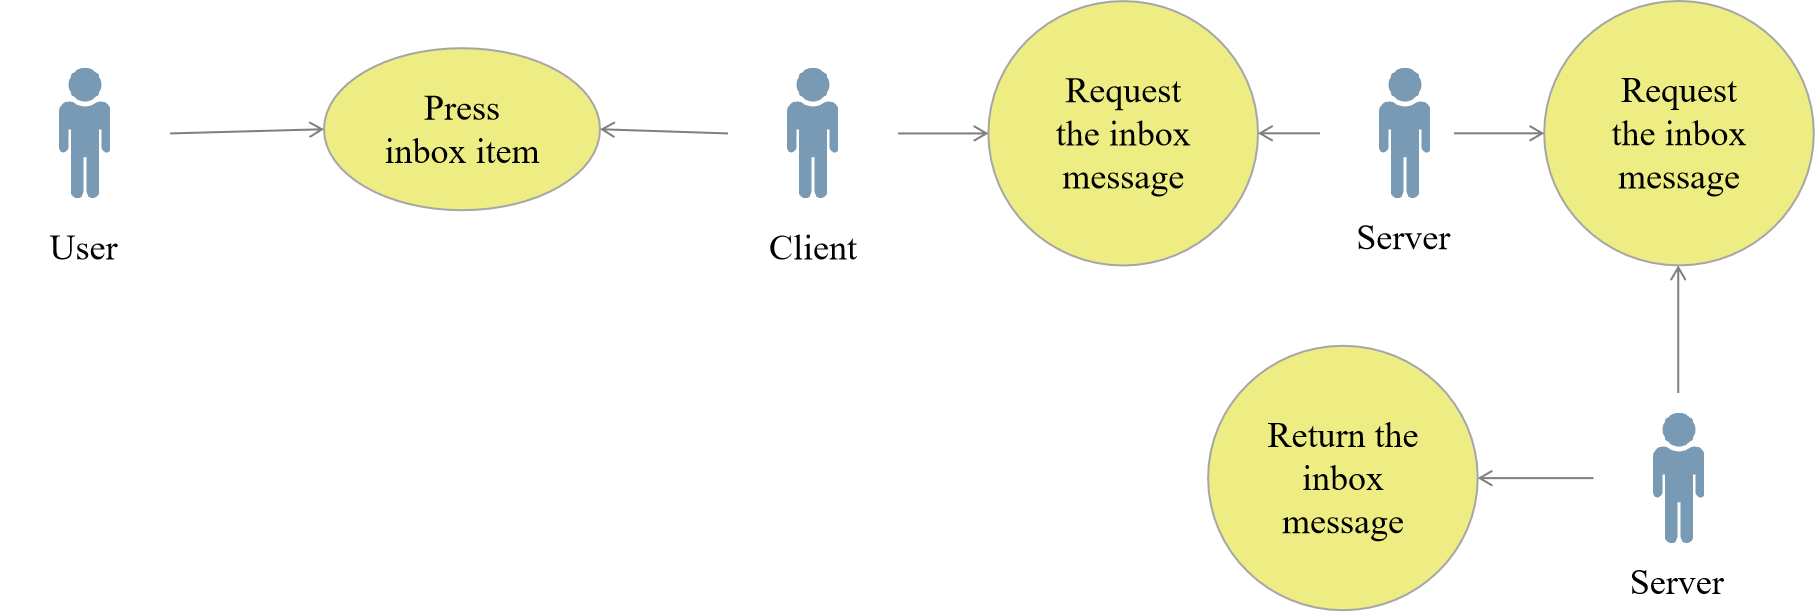 User
Press
inbox item
Client
Request
the inbox
message
Server
Request
the inbox
message
Return the
inbox
message
Server